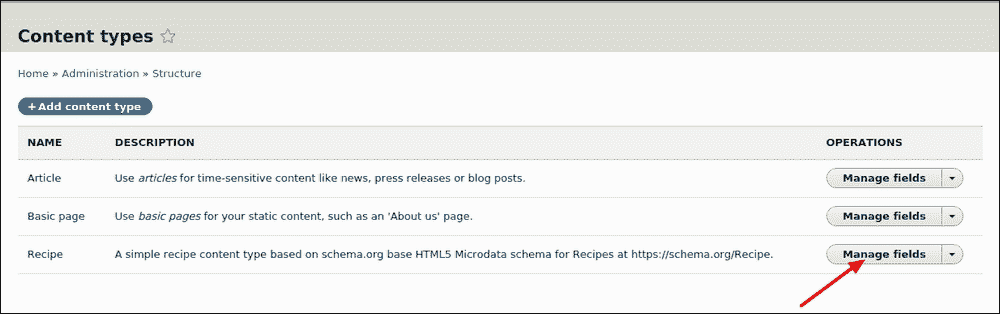 Content types
Home » Administration » Structure
+Add content type
NAME DESCRIPTION OPERATIONS
Article Use articles for time-sensitive content like news, press releases or blog posts. Manage fields
Basic page Use basic pages for your static content, such as an 'About us' page. Manage fields
Recipe A simple recipe content type based on schema.org base HTML5 Microdata schema for Recipes at https://schema.org/Recipe. Manage fields